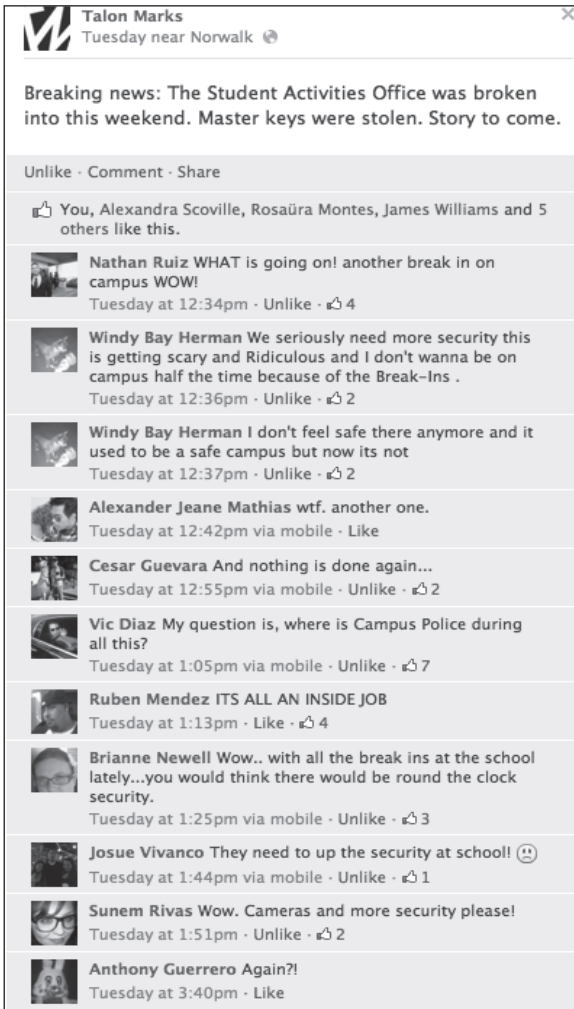 Talon Marks
Tuesday near Norwalk
Breaking news: The Student Activities Office was broken
into this weekend. Master keys were stolen. Story to come.
Unlike · Comment · Share
You, Alexandra Scoville, Rosaüra Montes, James Williams and 5
others like this.
Nathan Ruiz WHAT is going on! another break in on
campus WOW!
Tuesday at 12:34pm · Unlike · 4
Windy Bay Herman We seriously need more security this
is getting scary and Ridiculous and I don't wanna be on
campus half the time because of the Break-Ins .
Tuesday at 12:36pm · Unlike · 2
Windy Bay Herman I don't feel safe there anymore and it
used to be a safe campus but now its not
Tuesday at 12:37pm · Unlike · 2
Alexander Jeane Mathias wtf. another one.
Tuesday at 12:42pm via mobile · Like
Cesar Guevara And nothing is done again...
Tuesday at 12:55pm via mobile · Unlike · 2
Vic Diaz My question is, where is Campus Police during
all this?
Tuesday at 1:05pm via mobile · Unlike · 7
Ruben Mendez ITS ALL AN INSIDE JOB
Tuesday at 1:13pm · Like · 4
Brianne Newell Wow.. with all the break ins at the school
lately...you would think there would be round the clock
security.
Tuesday at 1:25pm via mobile · Unlike · 3
Josue Vivanco They need to up the security at school!
Tuesday at 1:44pm via mobile · Unlike · 1
Sunem Rivas Wow. Cameras and more security please!
Tuesday at 1:51pm · Unlike · 2
Anthony Guerrero Again?!
Tuesday at 3:40pm · Like